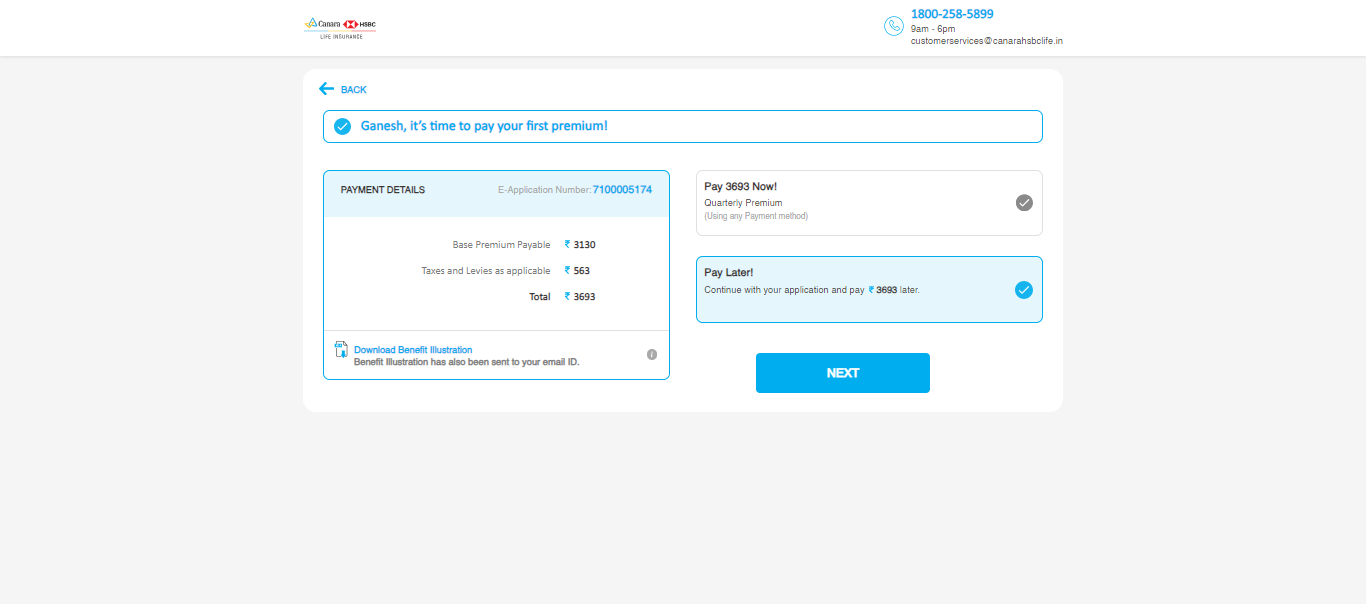 Canara HSBC
LIFE INSURANCE
1800-258-5899
9am - 6pm
customerservices@canarahsbclife.in
BACK
Ganesh, it's time to pay your first premium!
PAYMENT DETAILS E-Application Number: 7100005174
Base Premium Payable ₹ 3130
Taxes and Levies as applicable ₹ 563
Total ₹ 3693
Download Benefit Illustration
Benefit Illustration has also been sent to your email ID.
i
Pay 3693 Now!
Quarterly Premium
(Using any Payment method)
Pay Later!
Continue with your application and pay ₹ 3693 later.
NEXT